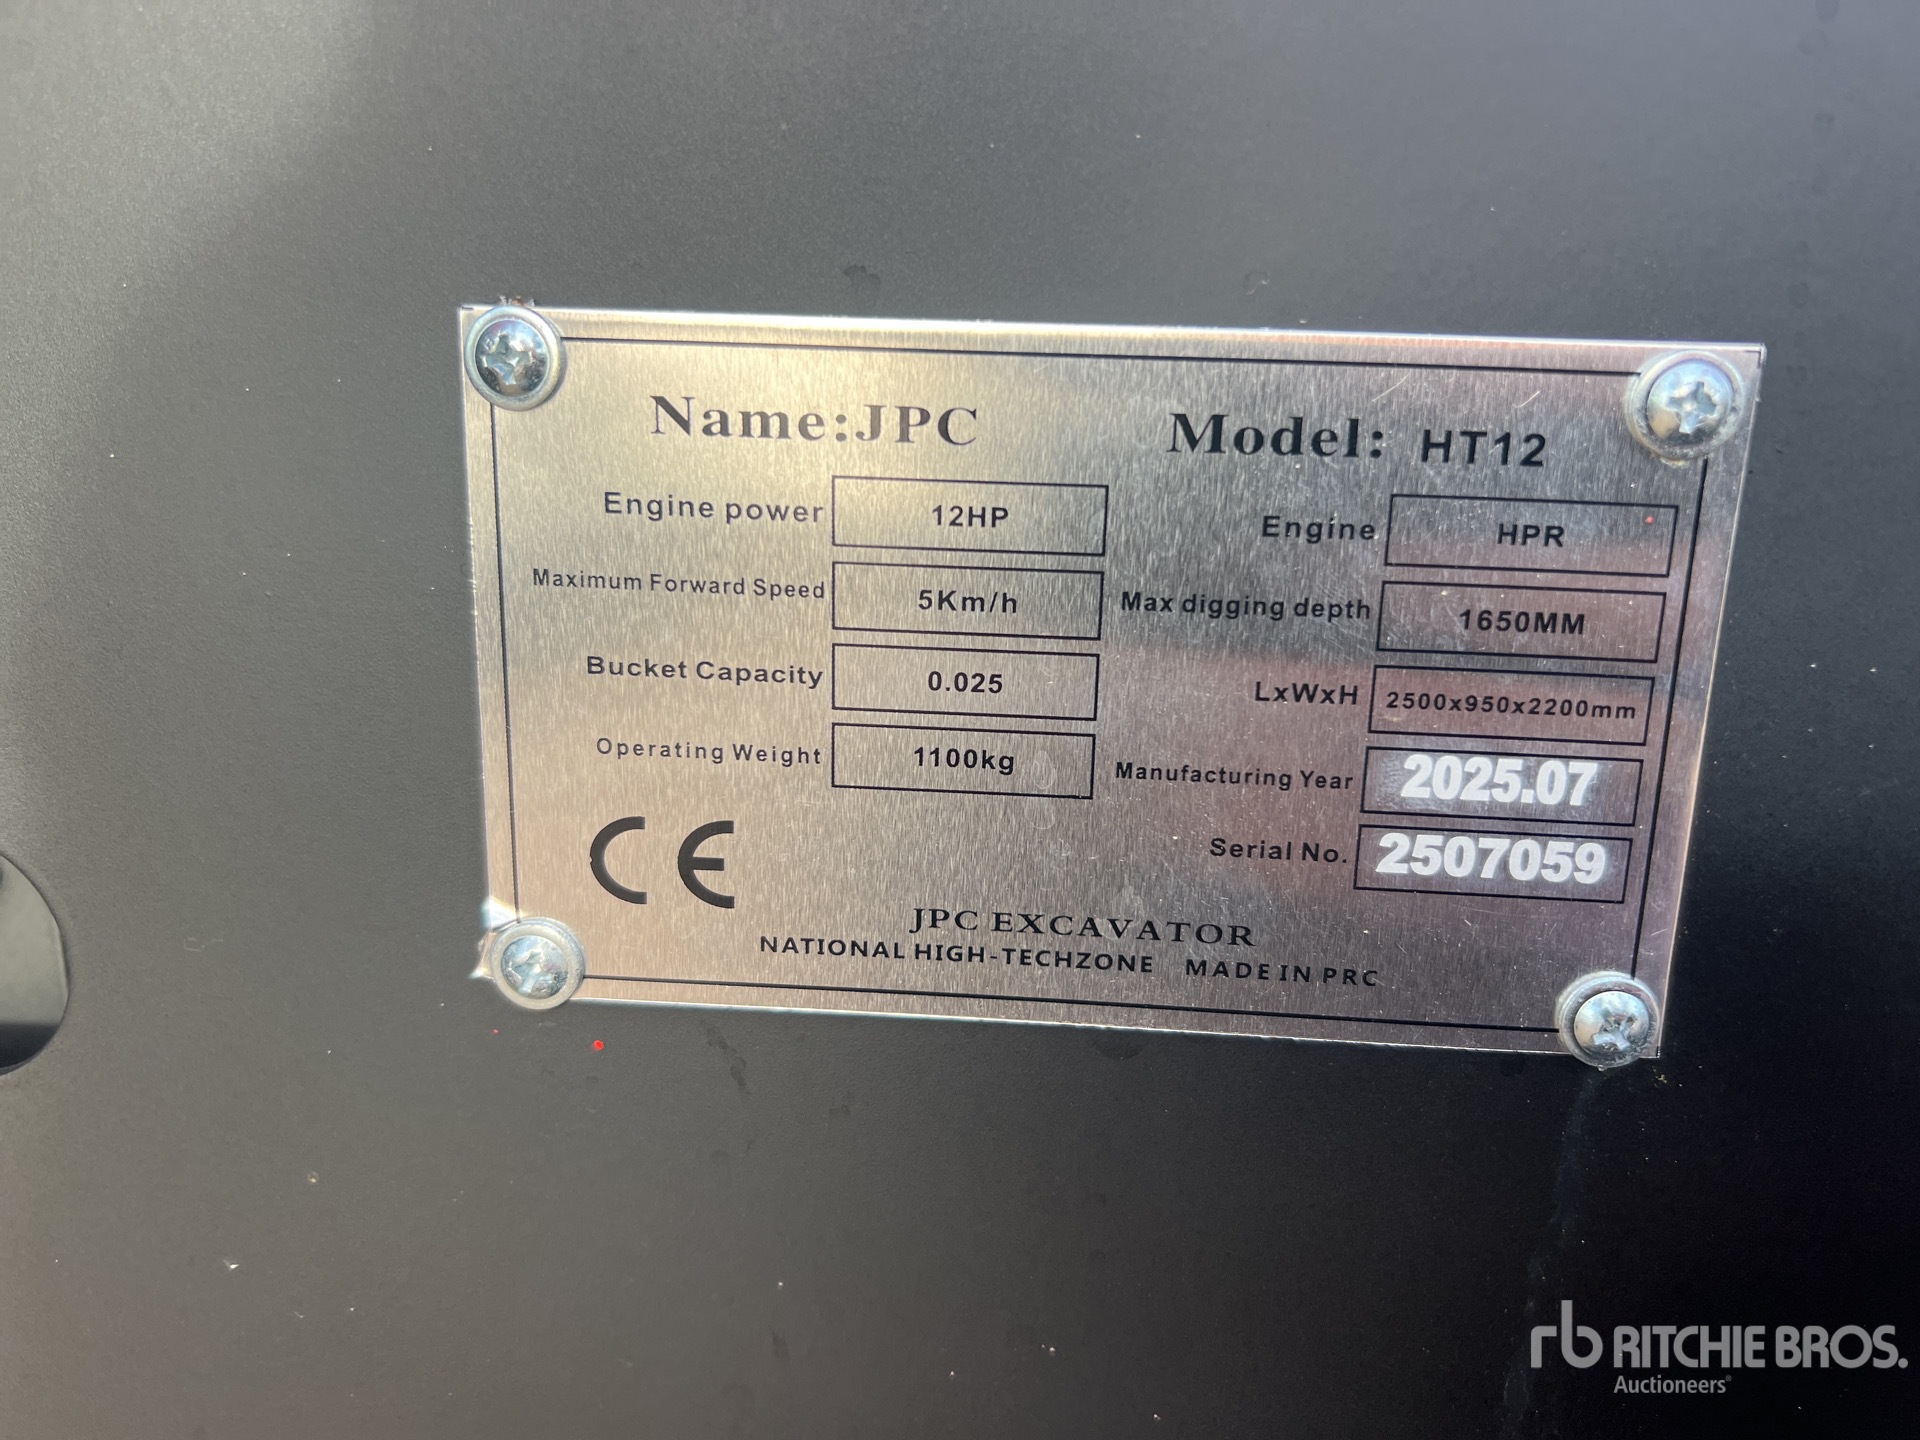 Name:JPC Model: HT12
Engine power 12HP Engine HPR
Maximum Forward Speed 5Km/h Max digging depth 1650MM
Bucket Capacity 0.025 LxWxH 2500x950x2200mm
Operating Weight 1100kg Manufacturing Year 2025.07
CE Serial No. 2507059
JPC EXCAVATOR
NATIONAL HIGH-TECHZONE MADE IN PRC
rb RITCHIE BROS.
Auctioneers®